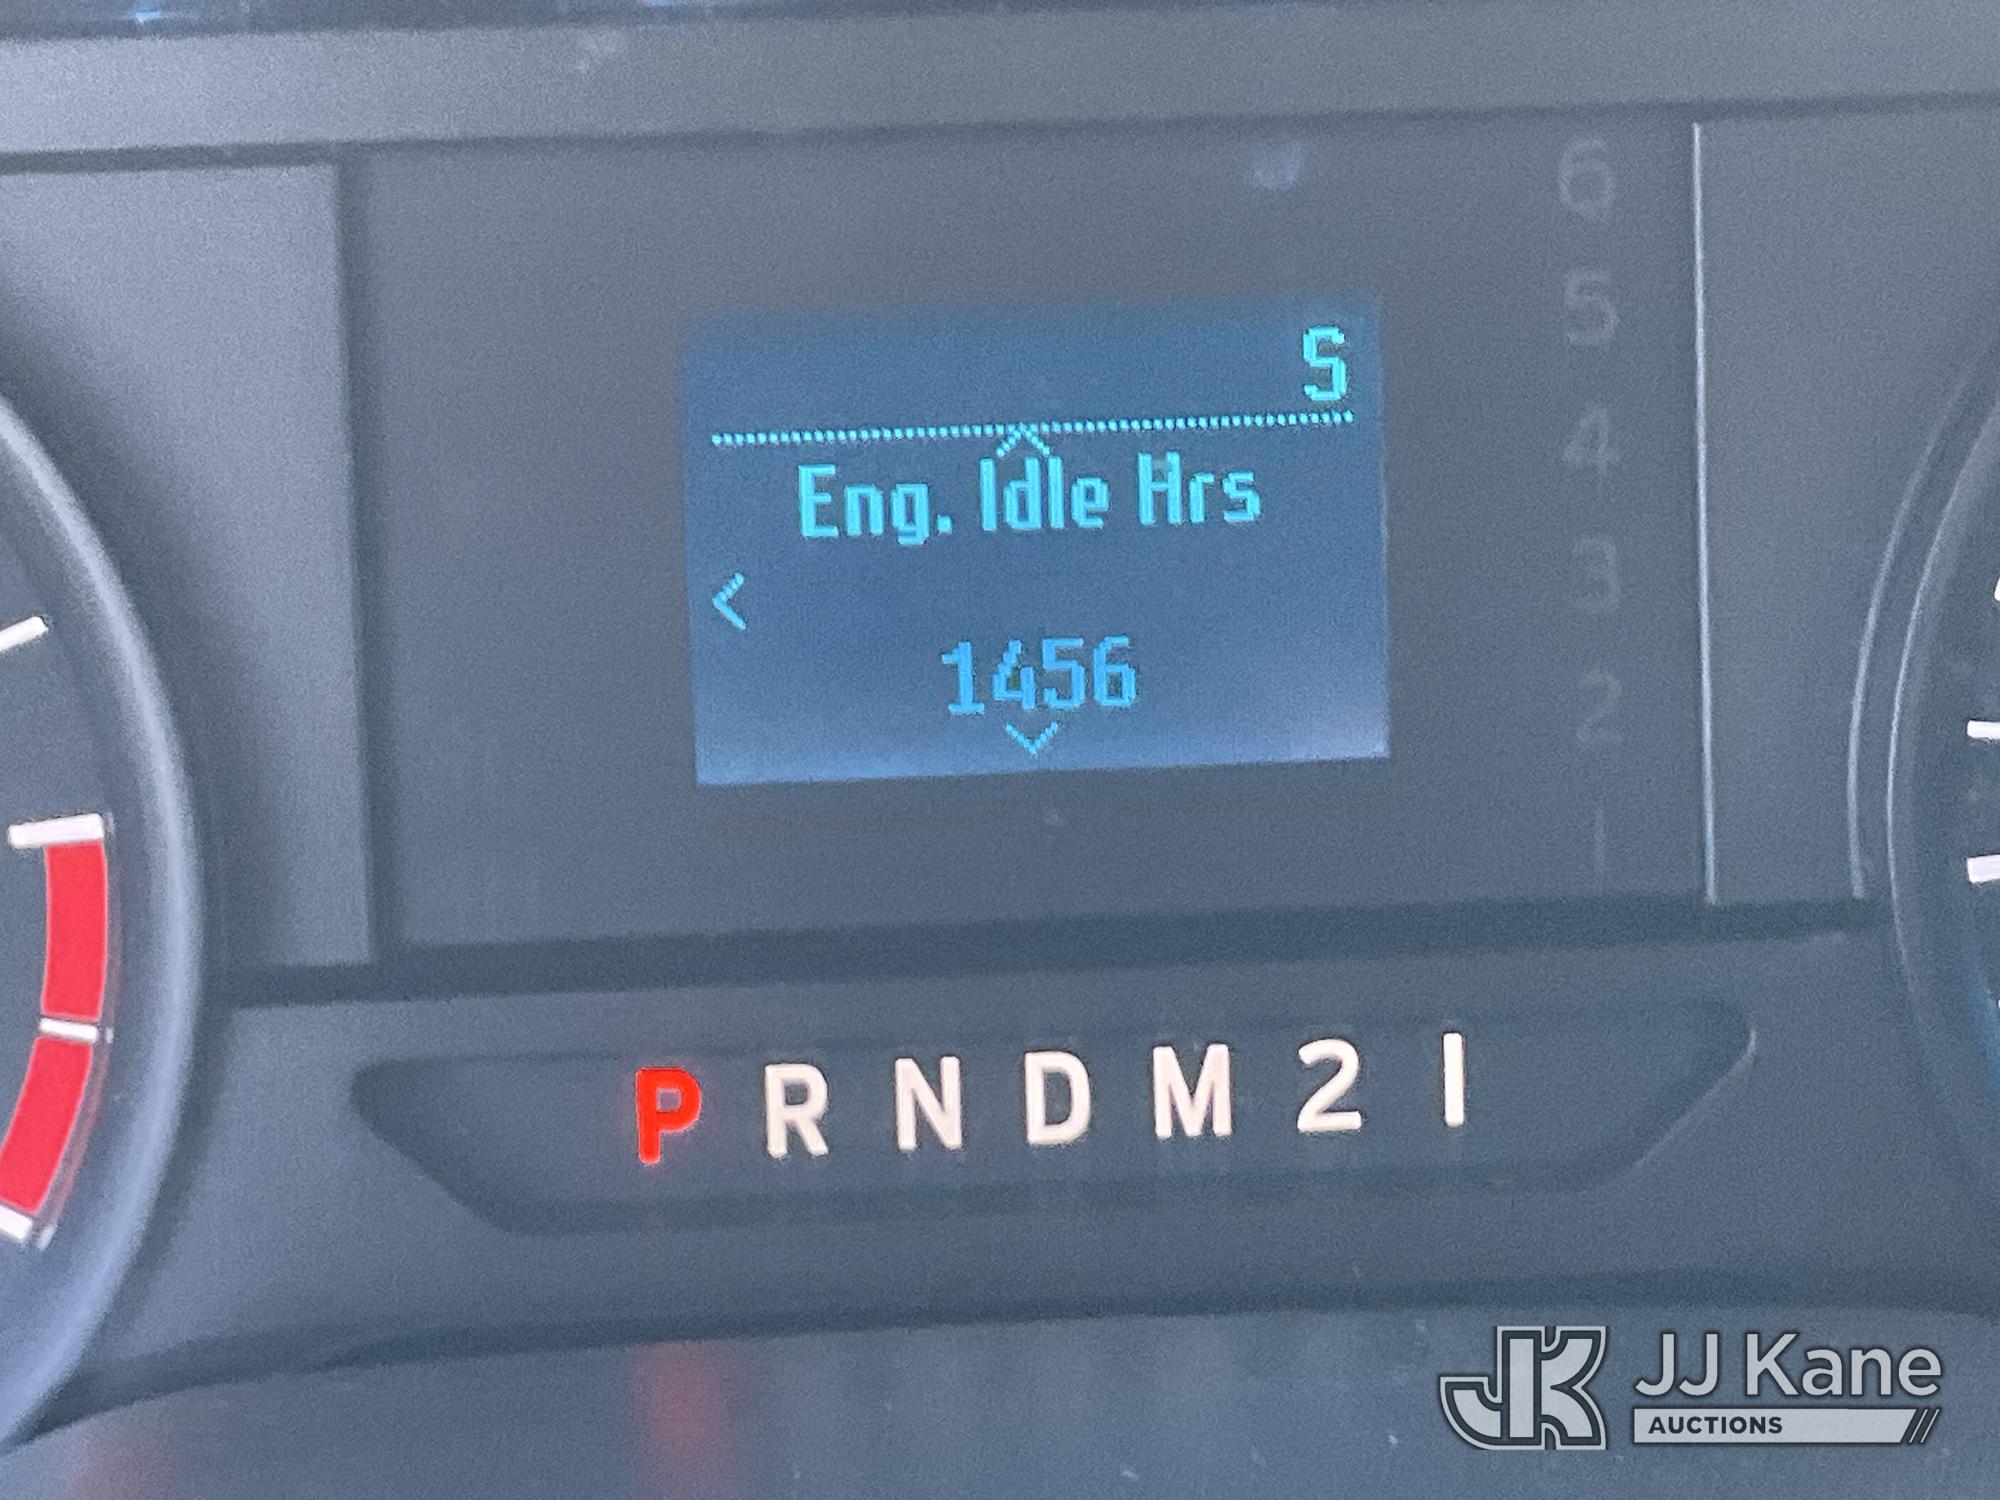 6
S
5
Eng. Idle Hrs
4
<
3
1456
2
1
P R N D M 2 1
JK JJ Kane
AUCTIONS